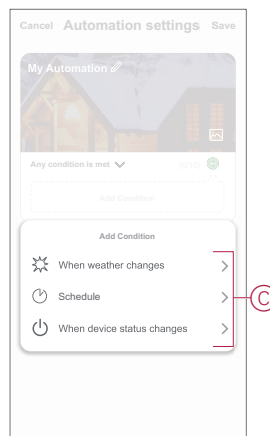 Cancel Automation settings Save
My Automation
Any condition is met (0/10)
Add Condition
Add Condition
When weather changes
Schedule
When device status changes
C